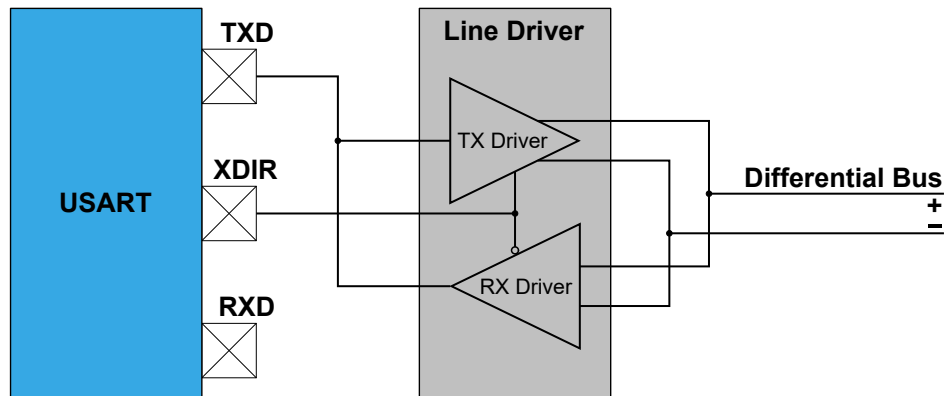 TXD
Line Driver
TX Driver
XDIR
USART
Differential Bus
+
−
RX Driver
RXD